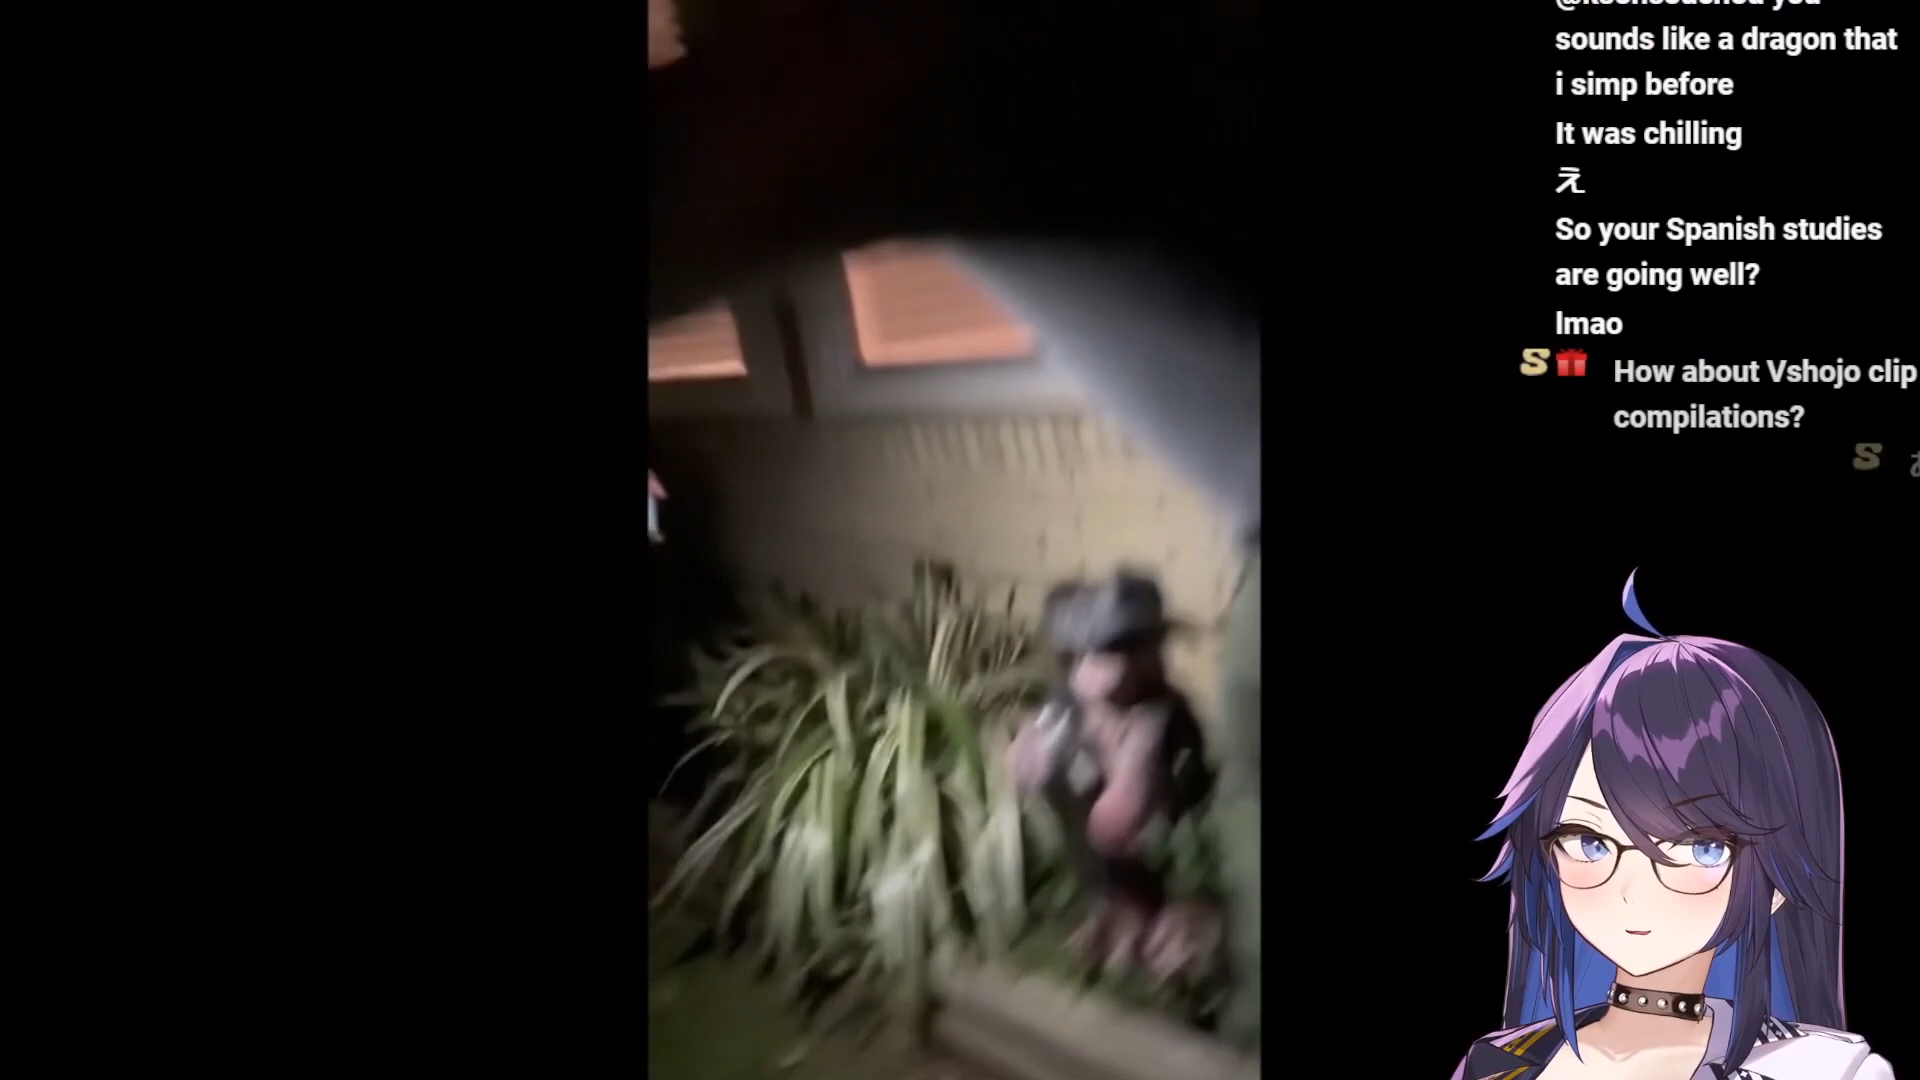 sounds like a dragon that
i simp before
It was chilling
え
So your Spanish studies
are going well?
lmao
How about Vshojo clip
compilations?